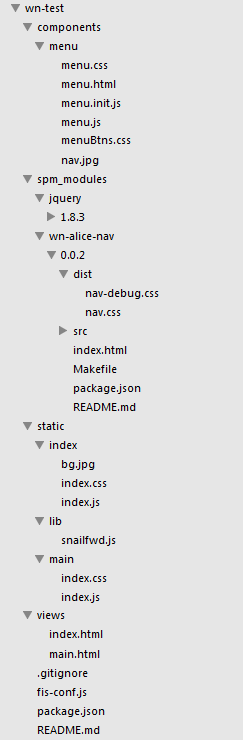 wn-test
components
menu
menu.css
menu.html
menu.init.js
menu.js
menuBtns.css
nav.jpg
spm_modules
jquery
1.8.3
wn-alice-nav
0.0.2
dist
nav-debug.css
nav.css
src
index.html
Makefile
package.json
README.md
static
index
bg.jpg
index.css
index.js
lib
snailfwd.js
main
index.css
index.js
views
index.html
main.html
.gitignore
fis-conf.js
package.json
README.md